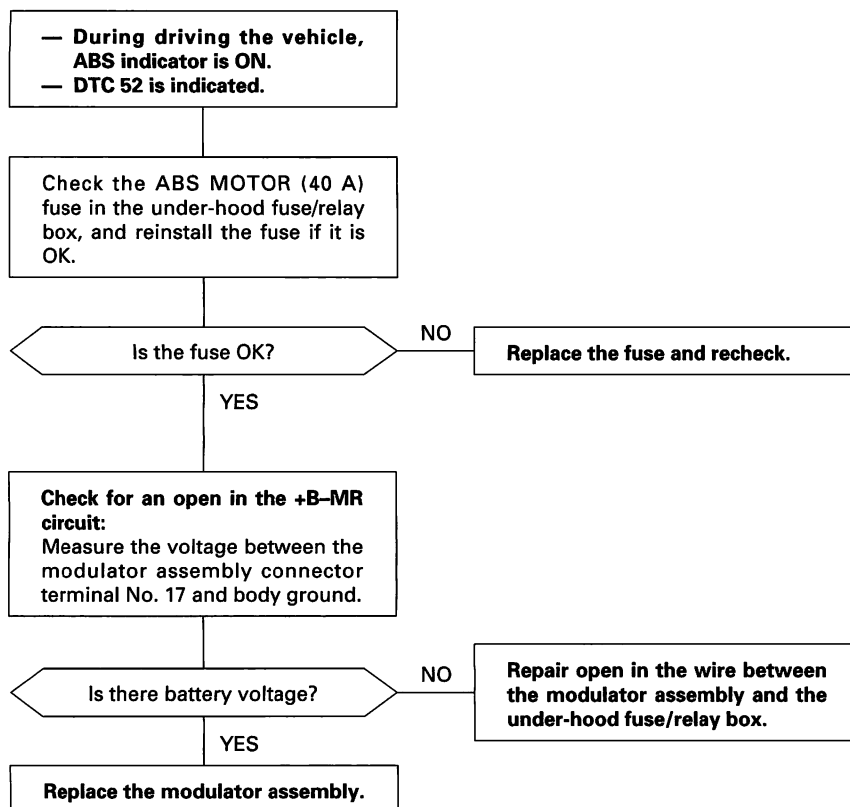 — During driving the vehicle,
ABS indicator is ON.
— DTC 52 is indicated.
Check the ABS MOTOR (40 A)
fuse in the under-hood fuse/relay
box, and reinstall the fuse if it is
OK.
Is the fuse OK?
NO
Replace the fuse and recheck.
YES
Check for an open in the +B–MR
circuit:
Measure the voltage between the
modulator assembly connector
terminal No. 17 and body ground.
Is there battery voltage?
NO
Repair open in the wire between
the modulator assembly and the
under-hood fuse/relay box.
YES
Replace the modulator assembly.